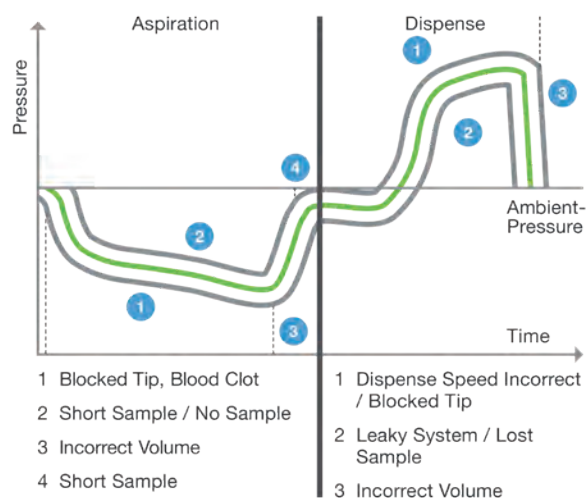 Aspiration
Dispense
Pressure
1
3
2
4
Ambient-
Pressure
2
1
3
Time
1 Blocked Tip, Blood Clot
2 Short Sample / No Sample
3 Incorrect Volume
4 Short Sample
1 Dispense Speed Incorrect
/ Blocked Tip
2 Leaky System / Lost
Sample
3 Incorrect Volume